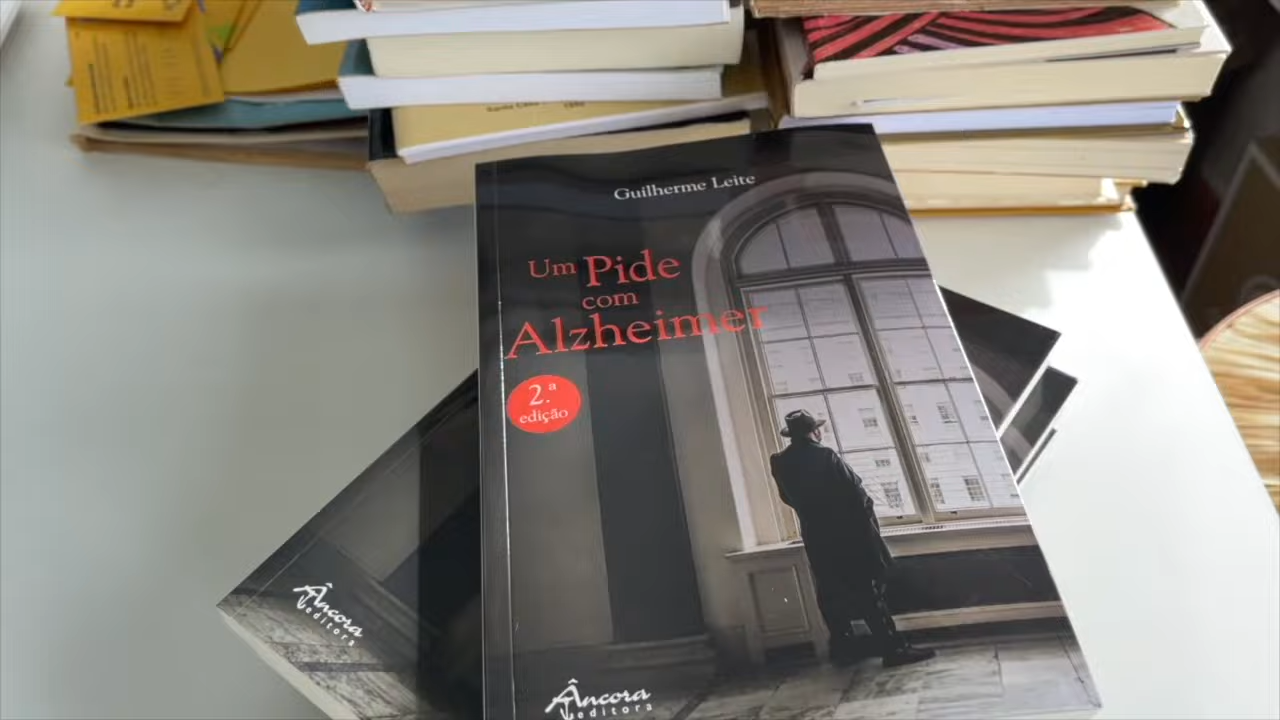 Guilherme Leite
Um Pide
com
Alzheimer
2.ª
edição
Âncora
editora
Âncora
editora